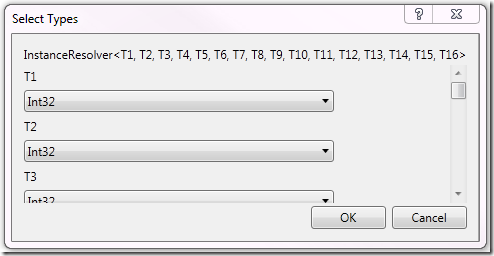 Select Types
?
InstanceResolver<T1, T2, T3, T4, T5, T6, T7, T8, T9, T10, T11, T12, T13, T14, T15, T16>
T1
Int32
T2
Int32
T3
Int32
OK Cancel